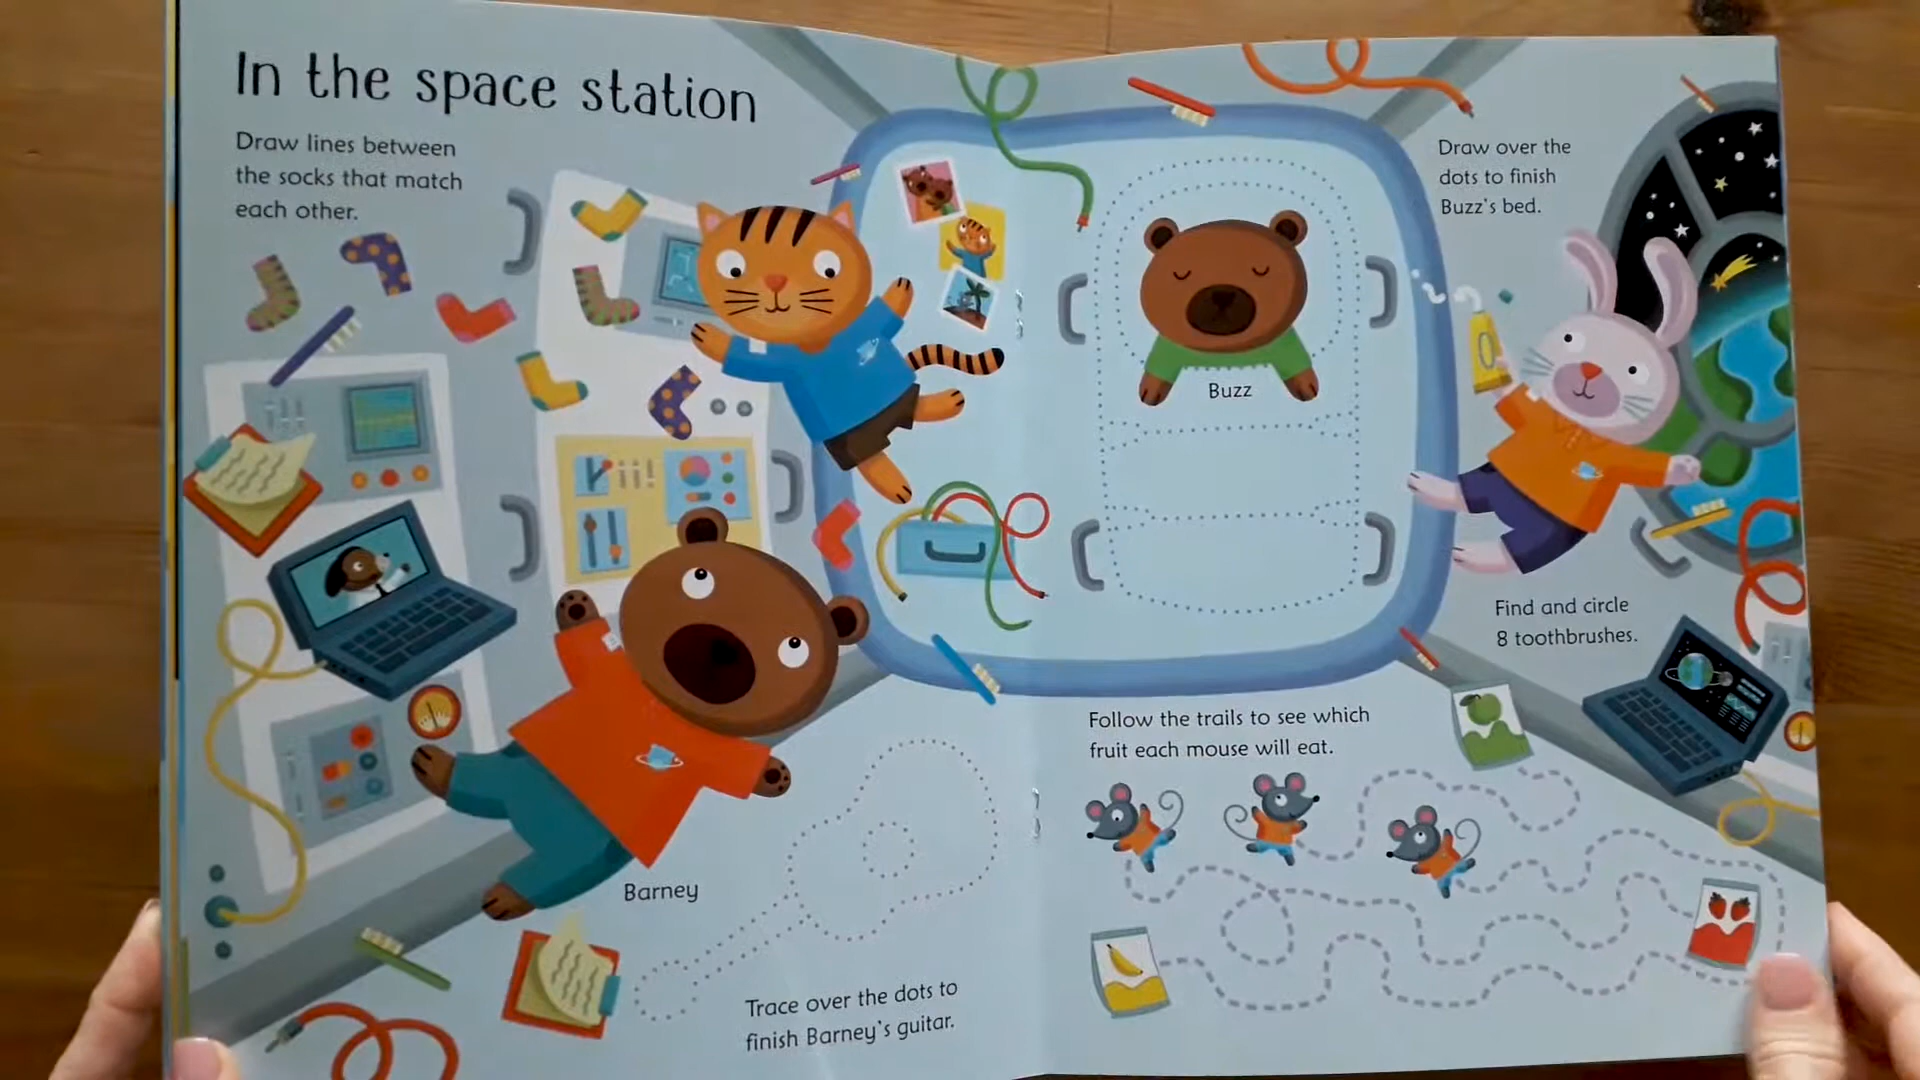 In the space station
Draw lines between
the socks that match
each other.
Draw over the
dots to finish
Buzz's bed.
Buzz
Find and circle
8 toothbrushes.
Follow the trails to see which
fruit each mouse will eat.
Barney
Trace over the dots to
finish Barney's guitar.